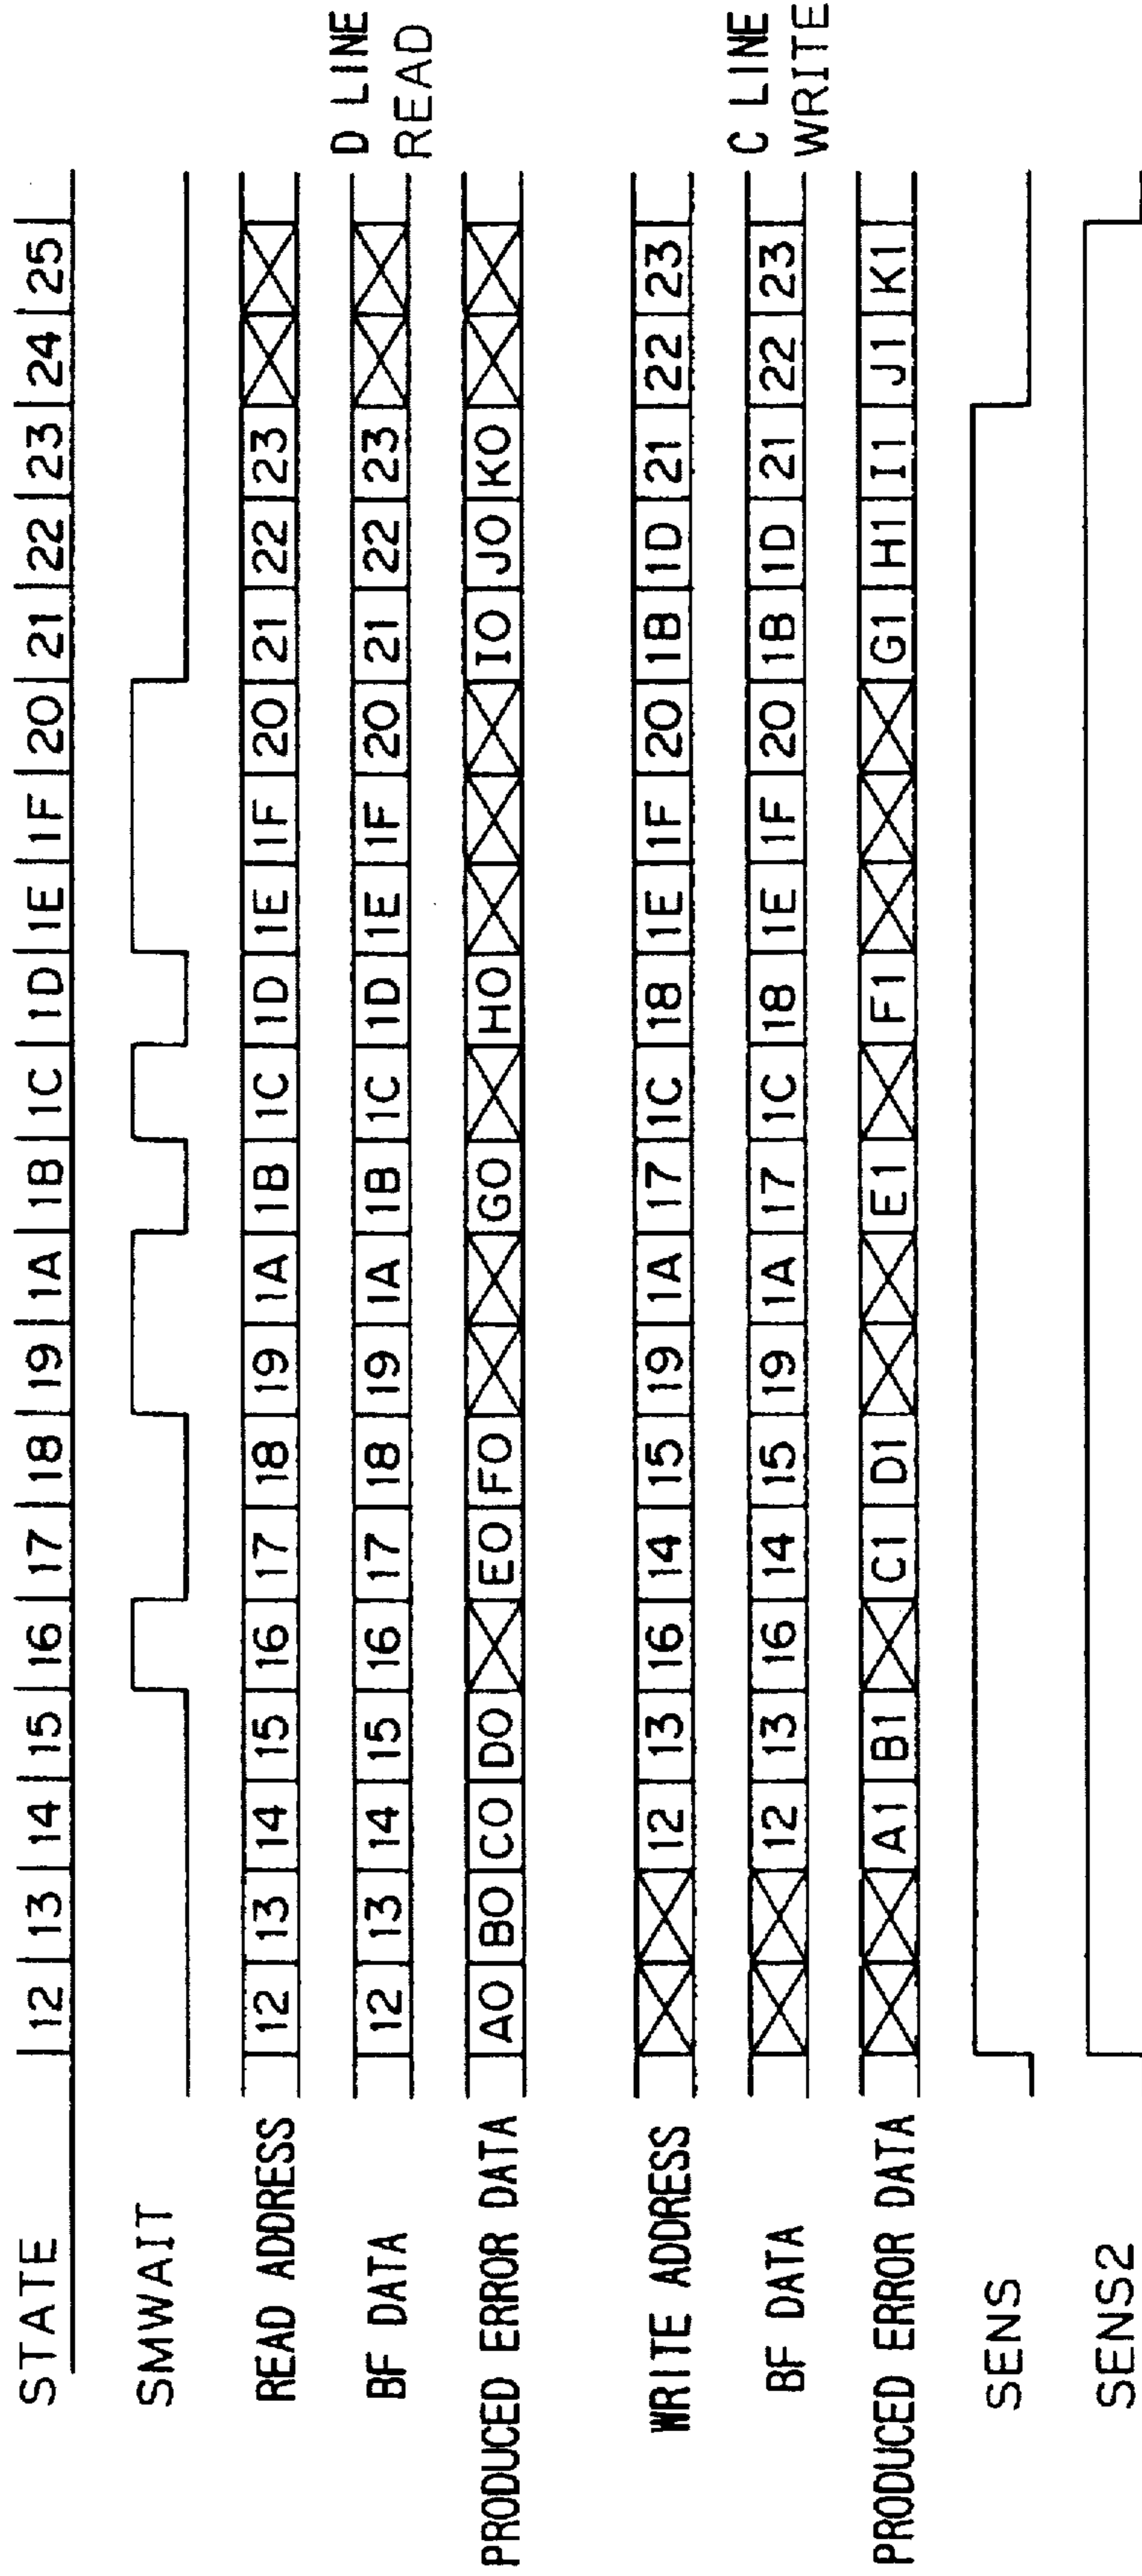 STATE 12 13 14 15 16 17 18 19 1A 1B 1C 1D 1E 1F 20 21 22 23 24 25
SMWAIT
READ ADDRESS 12 13 14 15 16 17 18 19 1A 1B 1C 1D 1E 1F 20 21 22 23
BF DATA 12 13 14 15 16 17 18 19 1A 1B 1C 1D 1E 1F 20 21 22 23
D LINE
READ
PRODUCED ERROR DATA A0 B0 C0 D0 E0 F0 G0 H0 I0 J0 K0
WRITE ADDRESS 12 13 16 14 15 19 1A 17 1C 18 1E 1F 20 1B 1D 21 22 23
BF DATA 12 13 16 14 15 19 1A 17 1C 18 1E 1F 20 1B 1D 21 22 23
C LINE
WRITE
PRODUCED ERROR DATA A1 B1 C1 D1 E1 F1 G1 H1 I1 J1 K1
SENS
SENS2